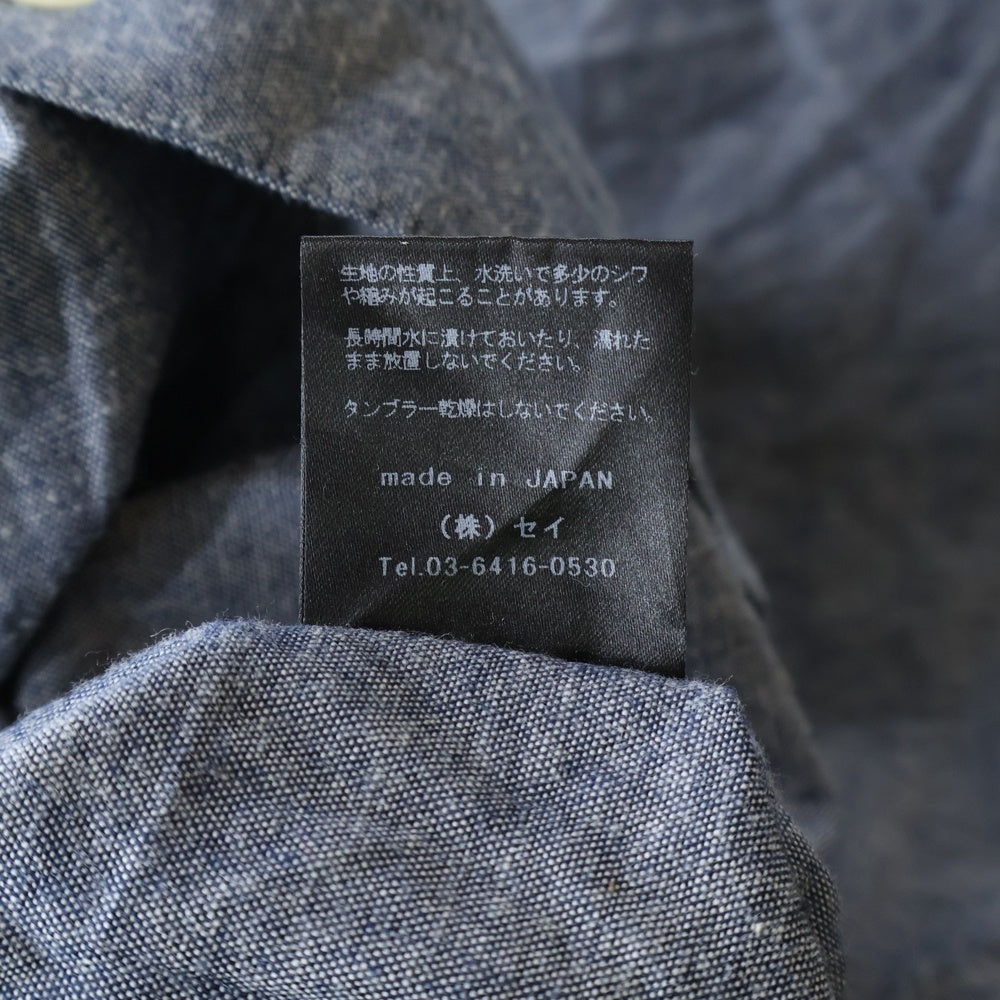 生地の性質上、水洗いで多少のシワ
や縮みが起こることがあります。
長時間水に漬けておいたり、濡れた
まま放置しないでください。
タンブラー乾燥はしないでください。
made in JAPAN
（株）セイ
Tel.03-6416-0530